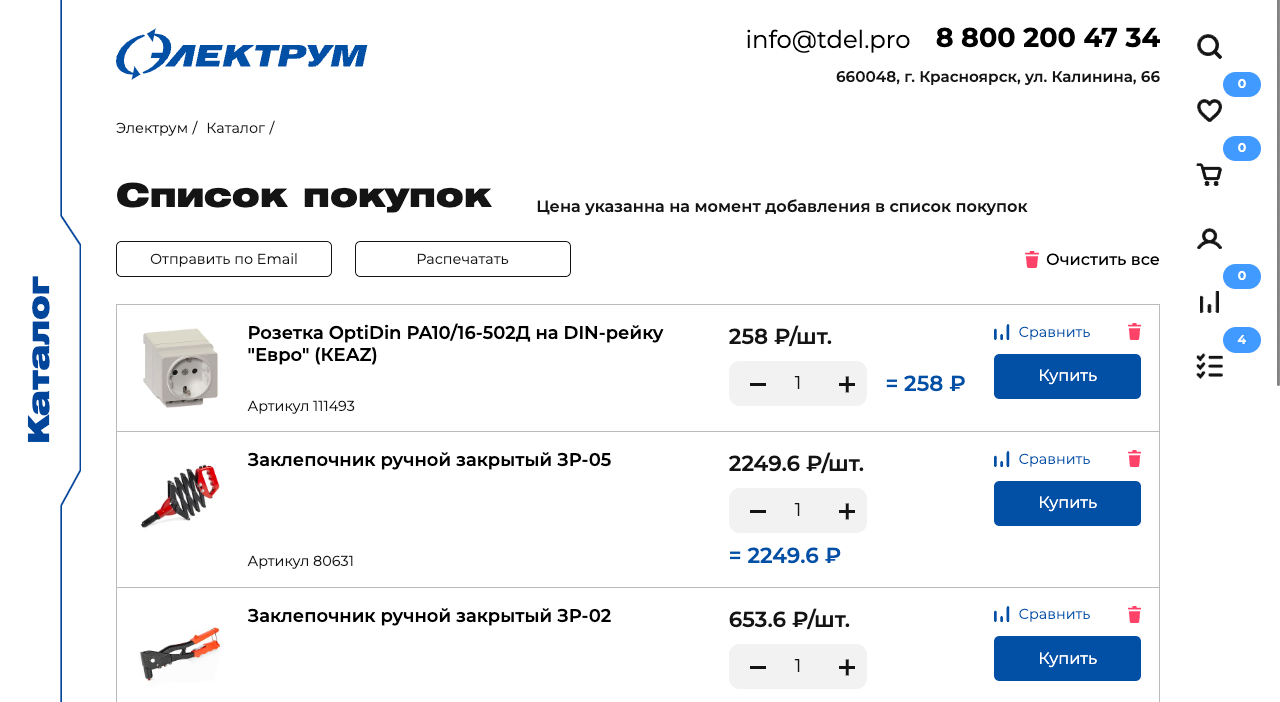 Электрум
info@tdel.pro 8 800 200 47 34
660048, г. Красноярск, ул. Калинина, 66
0
0
0
4
Электрум / Каталог /
Каталог
Список покупок
Цена указанна на момент добавления в список покупок
Отправить по Email
Распечатать
Очистить все
Розетка OptiDin РА10/16-502Д на DIN-рейку
"Евро" (КЕАZ)
Артикул 111493
258 ₽/шт.
1
= 258 ₽
Сравнить
Купить
Заклепочник ручной закрытый ЗР-05
Артикул 80631
2249.6 ₽/шт.
1
= 2249.6 ₽
Сравнить
Купить
Заклепочник ручной закрытый ЗР-02
653.6 ₽/шт.
1
Сравнить
Купить